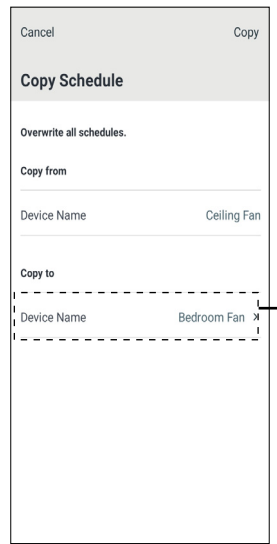 Cancel Copy
Copy Schedule
Overwrite all schedules.
Copy from
Device Name Ceiling Fan
Copy to
Device Name Bedroom Fan